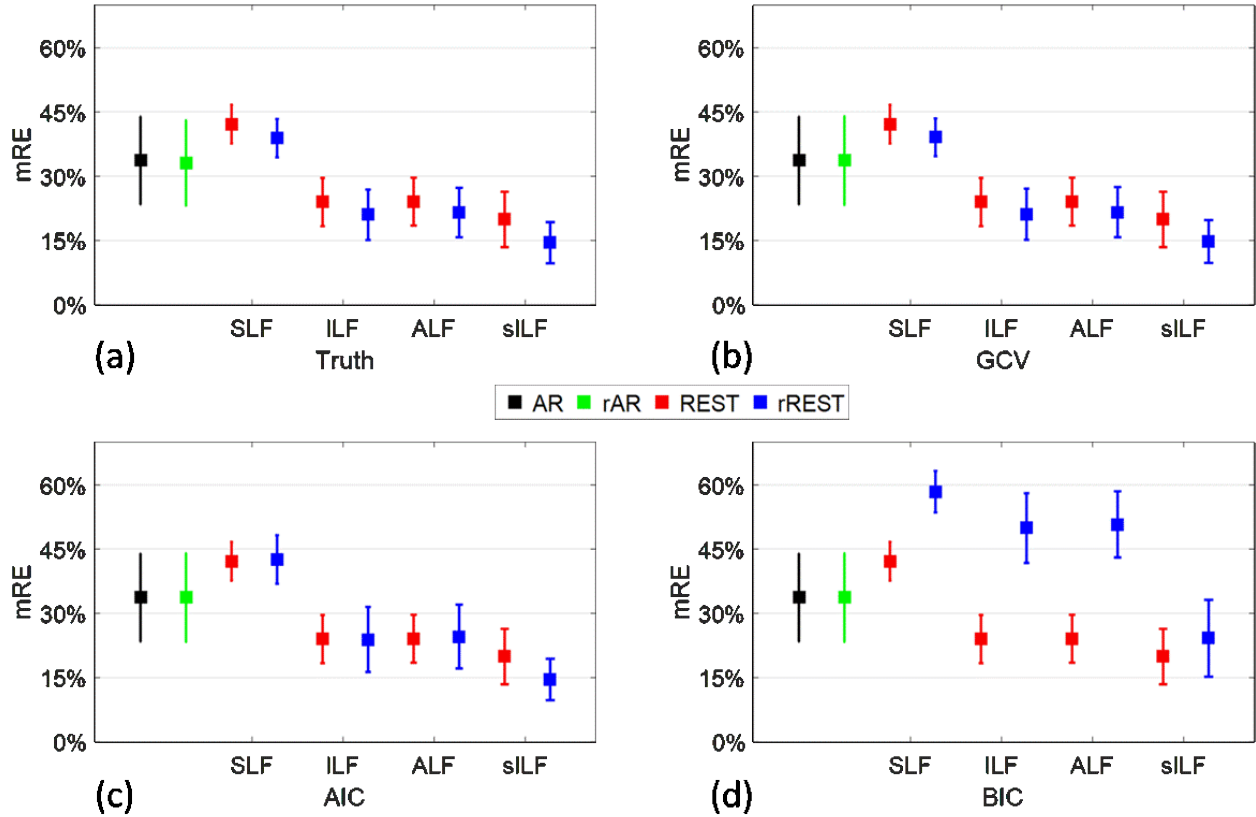 60%
45%
30%
15%
0%
mRE
SLF ILF ALF sILF
(a) Truth
60%
45%
30%
15%
0%
mRE
SLF ILF ALF sILF
(b) GCV
AR rAR REST rREST
60%
45%
30%
15%
0%
mRE
SLF ILF ALF sILF
(c) AIC
60%
45%
30%
15%
0%
mRE
SLF ILF ALF sILF
(d) BIC